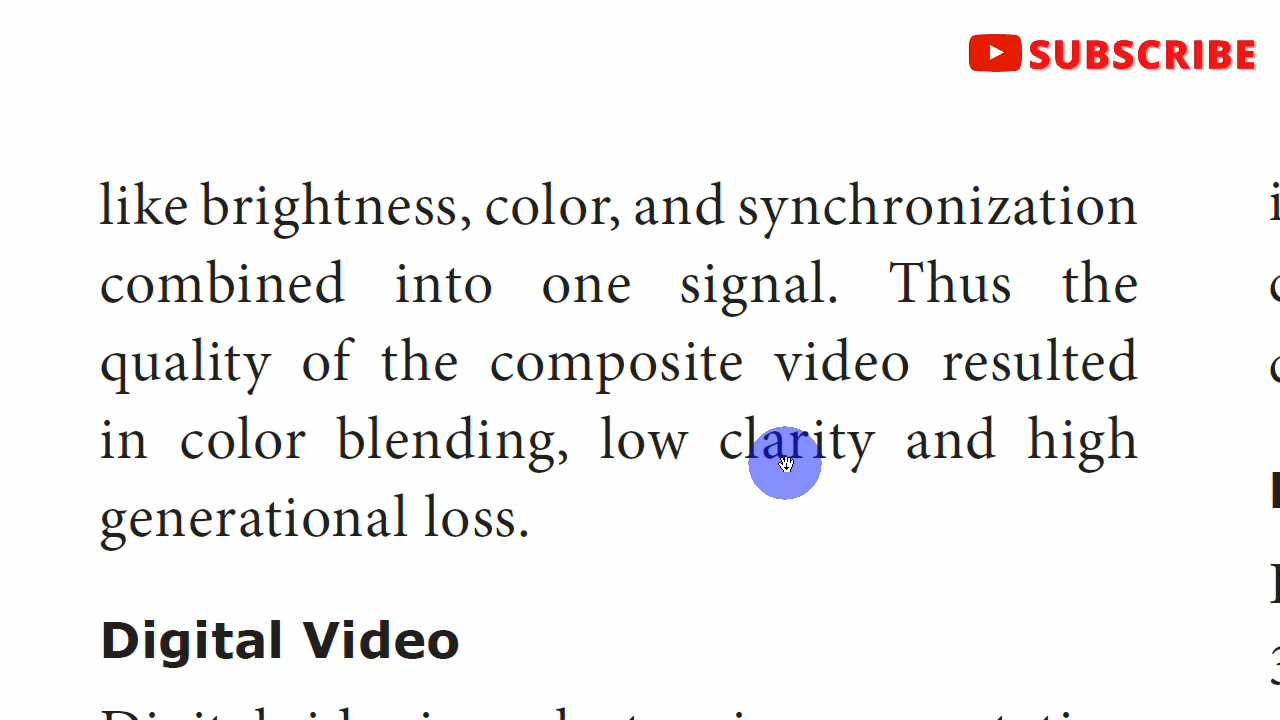 SUBSCRIBE
like brightness, color, and synchronization
combined into one signal. Thus the
quality of the composite video resulted
in color blending, low clarity and high
generational loss.
Digital Video